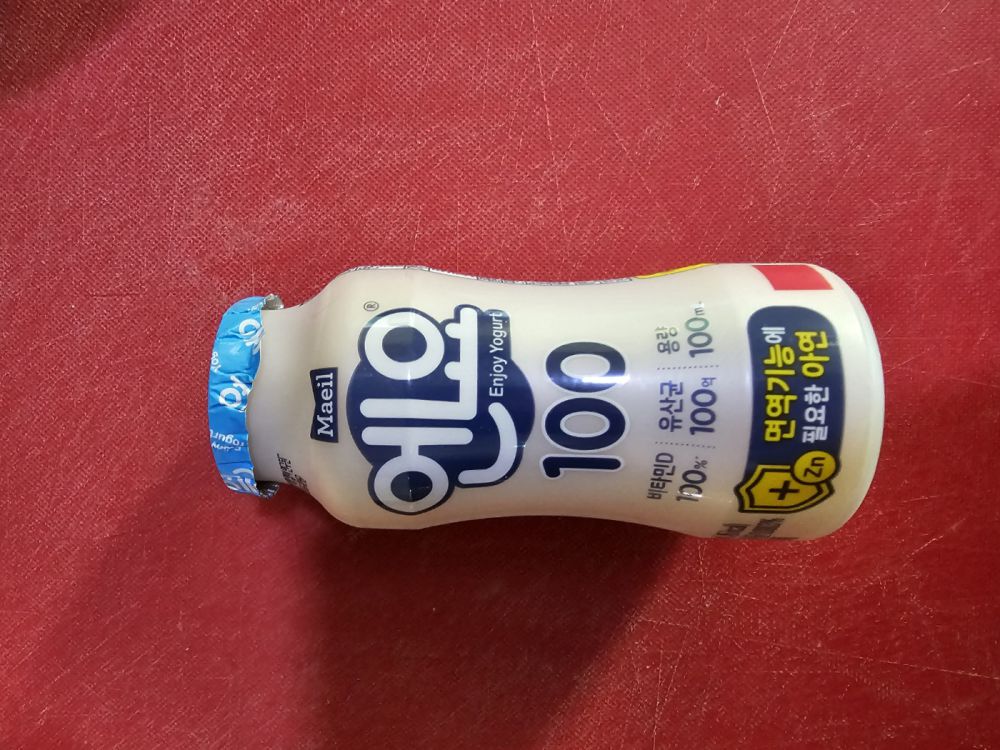 Maeil
엔요®
Enjoy Yogurt
100
비타민D 유산균 용량
100%* 100억 100mL
면역기능에
필요한 아연
+
Zn